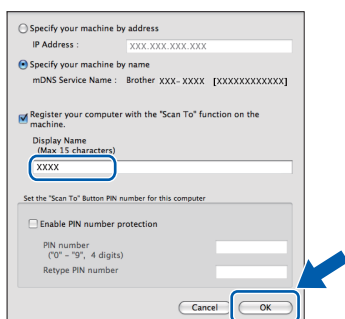 Specify your machine by address
IP Address :
XXX.XXX.XXX.XXX
Specify your machine by name
mDNS Service Name : Brother XXX-XXXX [XXXXXXXXXXXX]
Register your computer with the "Scan To" function on the
machine.
Display Name
(Max 15 characters)
XXXX
Set the "Scan To" Button PIN number for this computer
Enable PIN number protection
PIN number
("0" - "9", 4 digits)
Retype PIN number
Cancel
OK